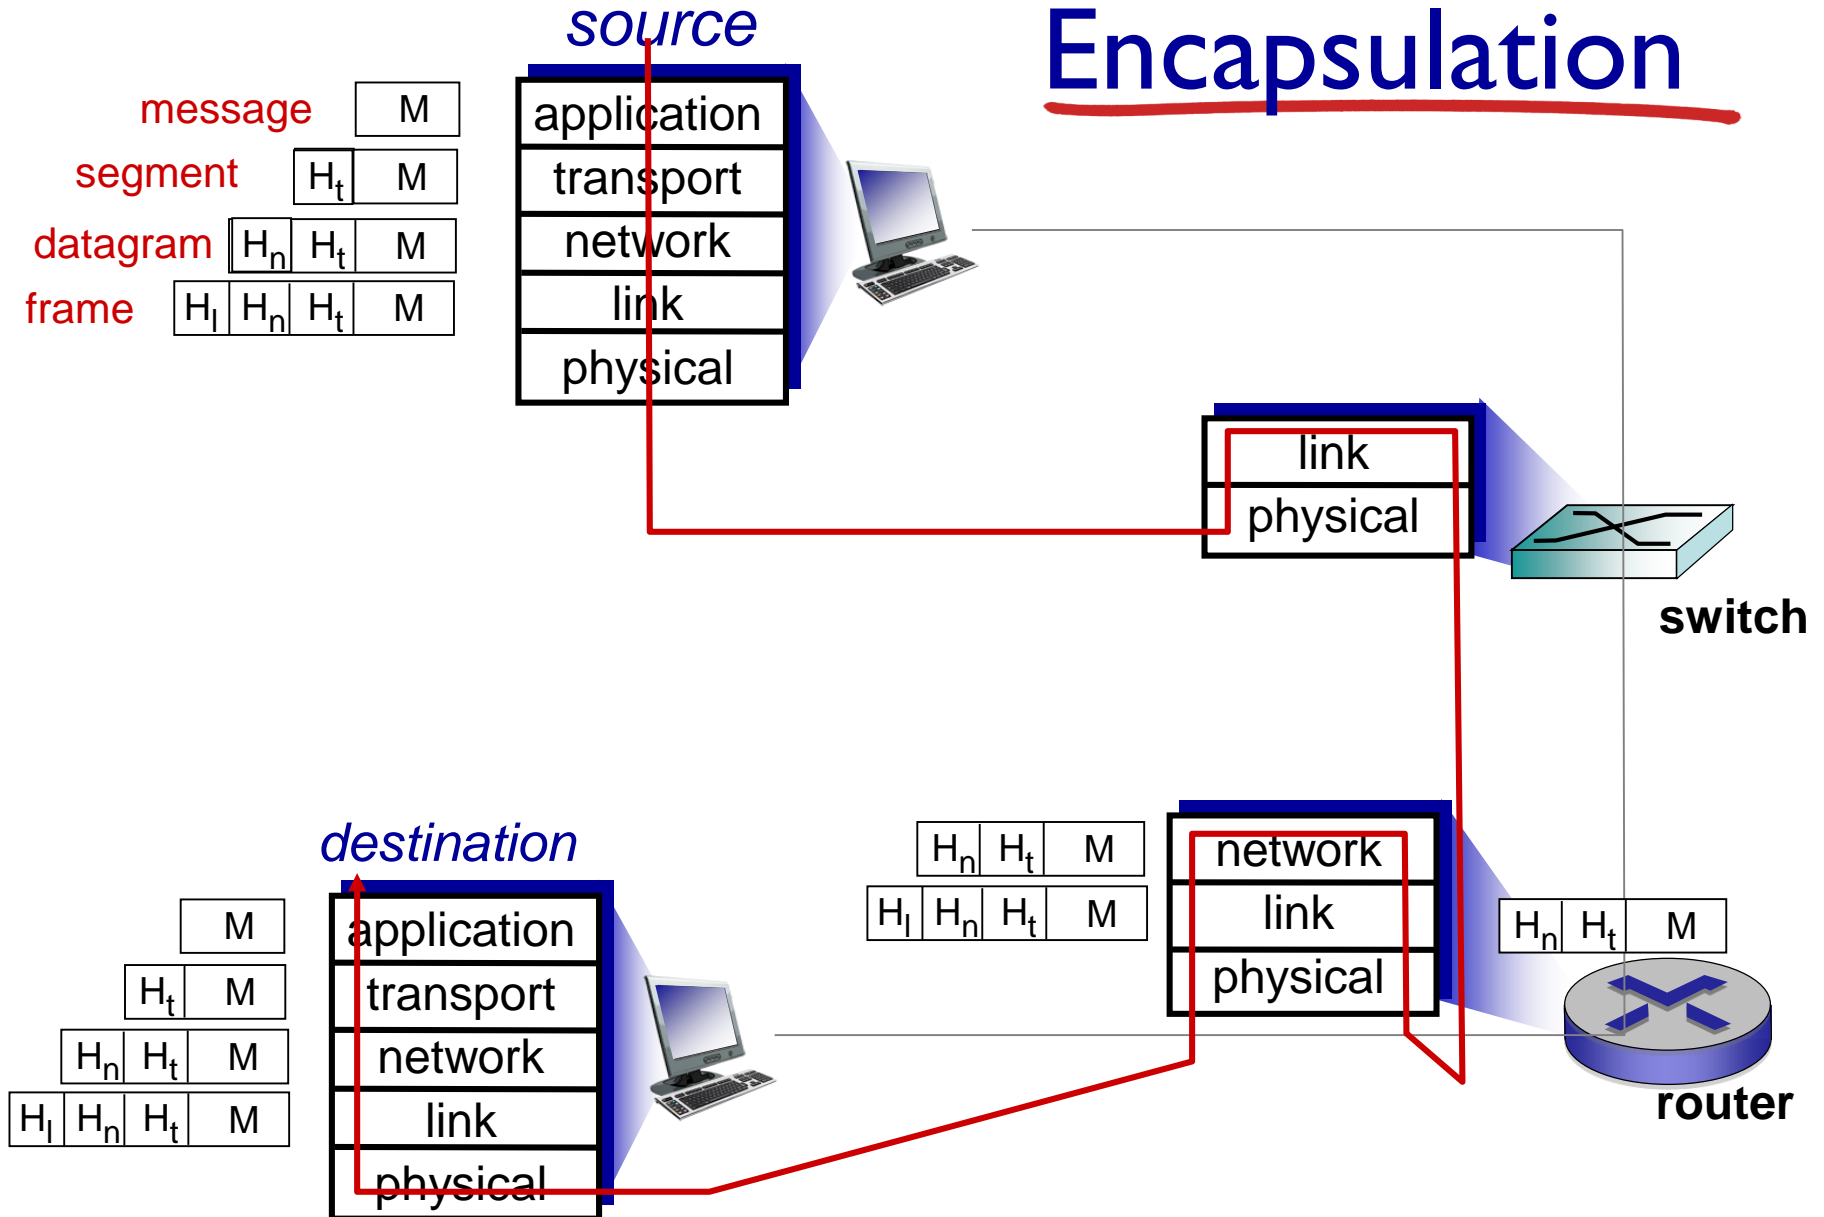 source
Encapsulation
message M application
segment Ht M transport
datagram Hn Ht M network
frame Hl Hn Ht M link
physical
link
physical
switch
destination
Hn Ht M network
Hl Hn Ht M link
physical
Hn Ht M
router
M application
Ht M transport
Hn Ht M network
Hl Hn Ht M link
physical